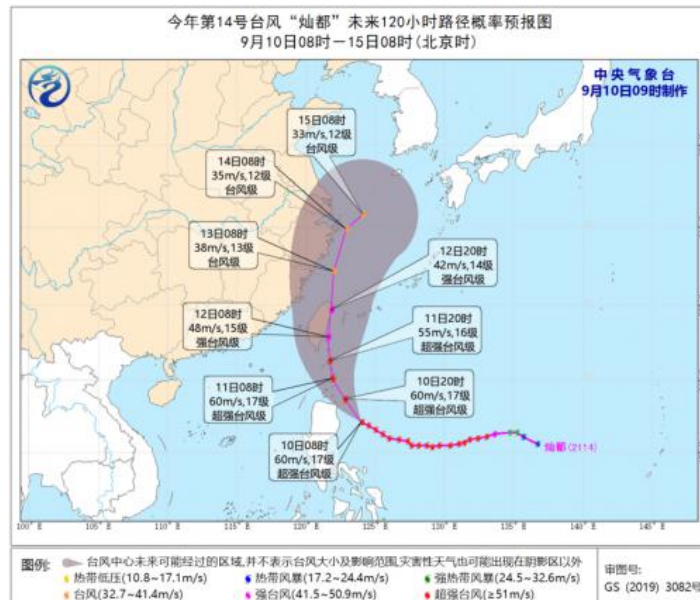 今年第14号台风“灿都”未来120小时路径概率预报图
9月10日08时－15日08时(北京时)
中央气象台
9月10日09时制作
15日08时
33m/s,12级
台风级
14日08时
35m/s,12级
台风级
13日08时
38m/s,13级
台风级
12日20时
42m/s,14级
强台风级
12日08时
48m/s,15级
强台风级
11日20时
55m/s,16级
超强台风级
11日08时
60m/s,17级
超强台风级
10日20时
60m/s,17级
超强台风级
10日08时
60m/s,17级
超强台风级
灿都(2114)
100° E 105° E 110° E 115° E 120° E 125° E 130° E 135° E 140° E 145° E
图例:
台风中心未来可能经过的区域,并不表示台风大小及影响范围,灾害性天气也可能出现在阴影区以外
热带低压(10.8~17.1m/s) 热带风暴(17.2~24.4m/s) 强热带风暴(24.5~32.6m/s)
台风(32.7~41.4m/s) 强台风(41.5~50.9m/s) 超强台风(≥51m/s)
审图号:
GS (2019) 3082号